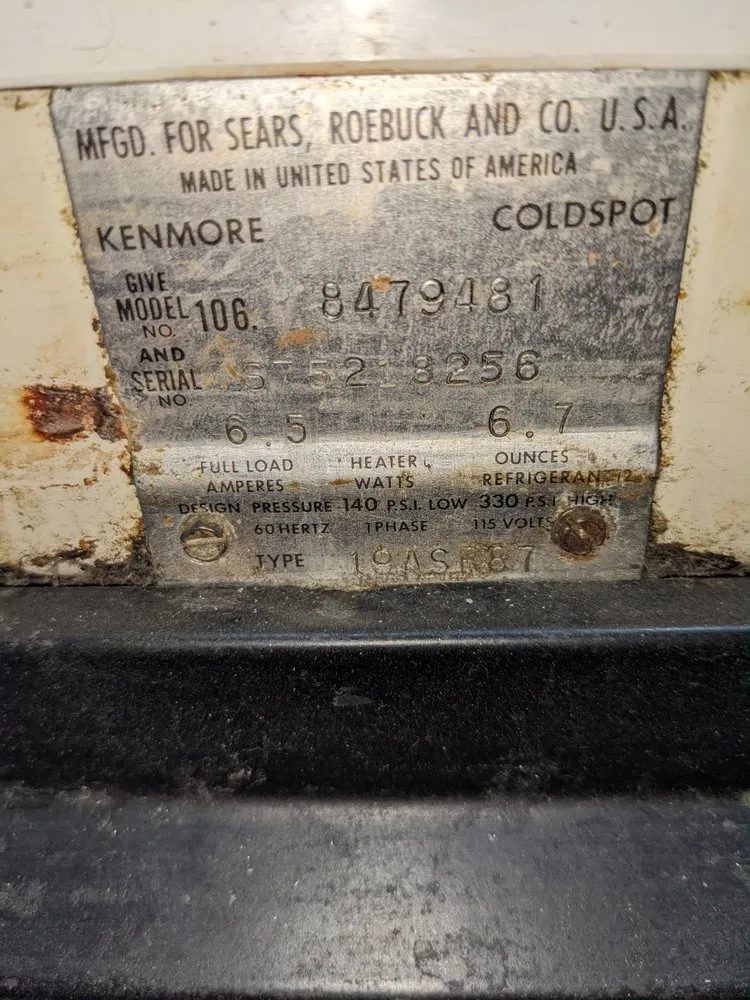 MFGD. FOR SEARS, ROEBUCK AND CO. U.S.A.
MADE IN UNITED STATES OF AMERICA
KENMORE COLDSPOT
GIVE
MODEL 106. 8479481
NO.
AND
SERIAL
NO
6.5 6.7
FULL LOAD HEATER OUNCES
AMPERES WATTS REFRIGERANT 12
DESIGN PRESSURE 140 P.S.I. LOW 330 P.S.I. HIGH
60 HERTZ 1 PHASE 115 VOLTS
TYPE